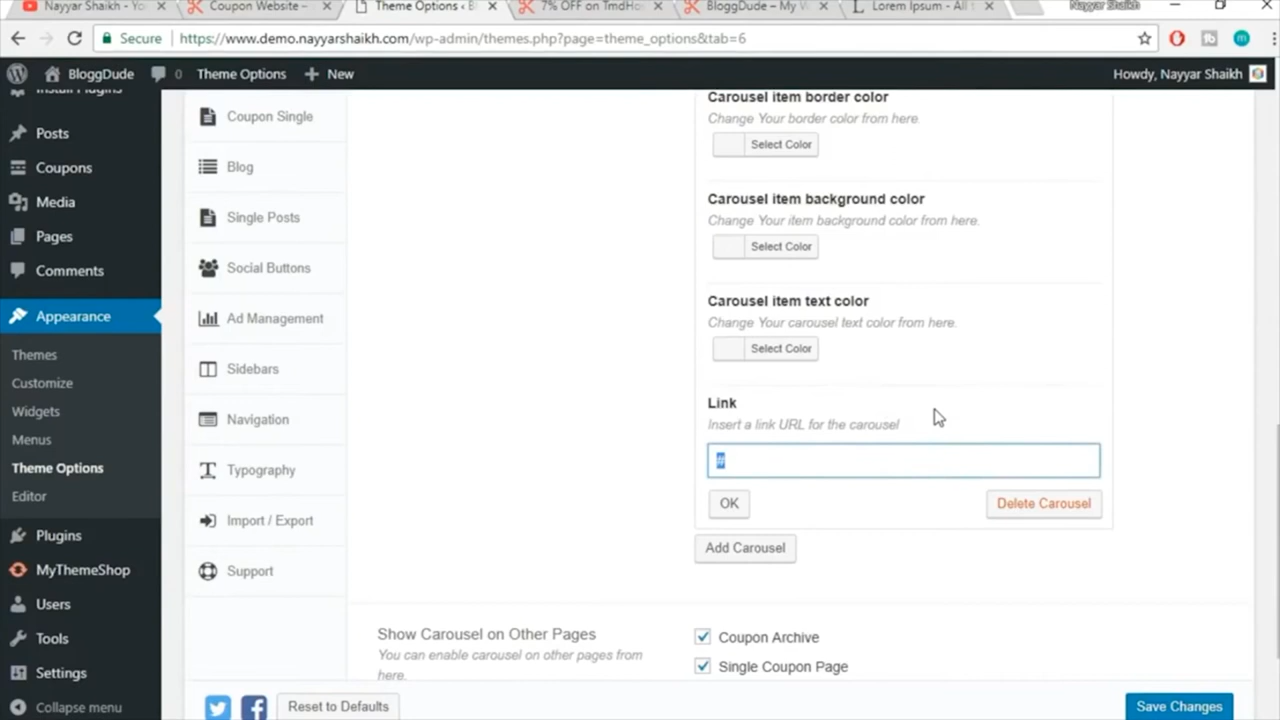 Nayyar Shaikh - Yo
Coupon Website –
Theme Options ‹ B
7% OFF on TmdHo
BloggDude – My W
Lorem Ipsum - All t
Nayyar Shaikh
Secure
https://www.demo.nayyarshaikh.com/wp-admin/themes.php?page=theme_options&tab=6
BloggDude
0
Theme Options
New
Howdy, Nayyar Shaikh
Install Plugins
Posts
Coupons
Media
Pages
Comments
Appearance
Themes
Customize
Widgets
Menus
Theme Options
Editor
Plugins
MyThemeShop
Users
Tools
Settings
Collapse menu
Coupon Single
Blog
Single Posts
Social Buttons
Ad Management
Sidebars
Navigation
Typography
Import / Export
Support
Carousel item border color
Change Your border color from here.
Select Color
Carousel item background color
Change Your item background color from here.
Select Color
Carousel item text color
Change Your carousel text color from here.
Select Color
Link
Insert a link URL for the carousel
#
OK
Delete Carousel
Add Carousel
Show Carousel on Other Pages
You can enable carousel on other pages from
here.
Coupon Archive
Single Coupon Page
Reset to Defaults
Save Changes